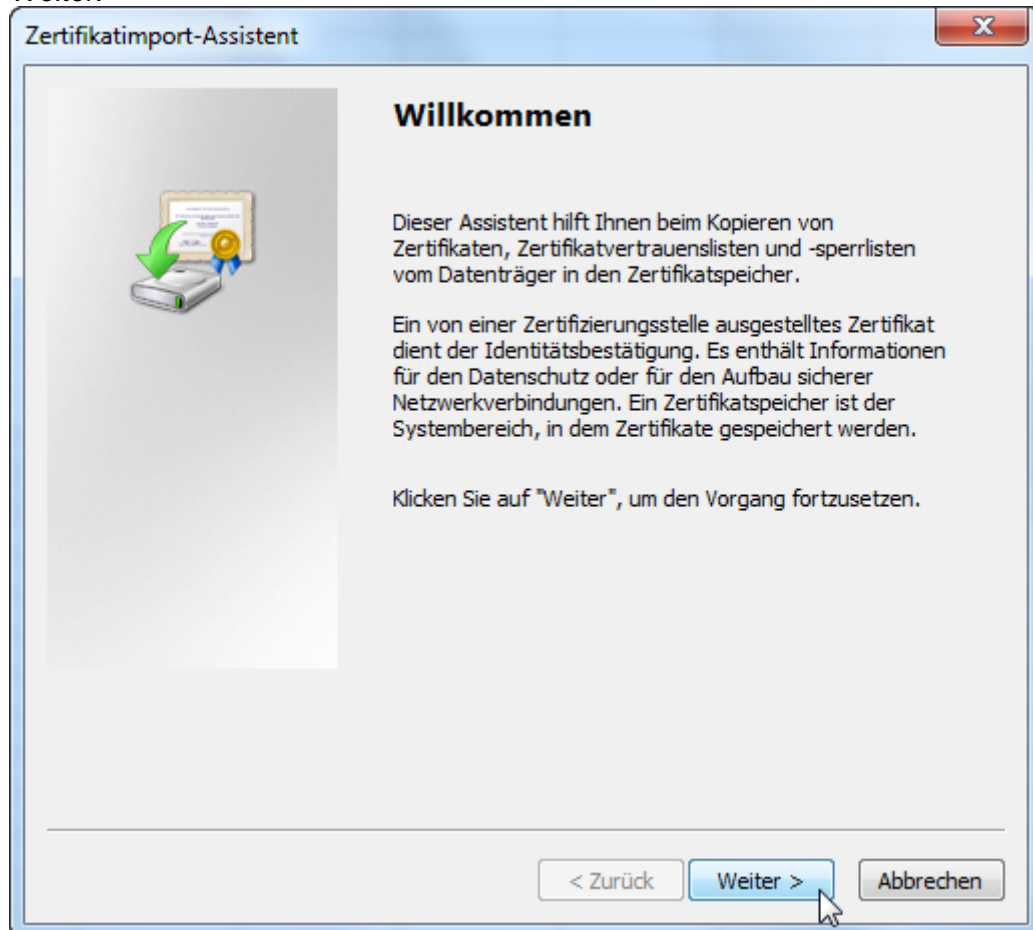 Zertifikatimport-Assistent
Willkommen
Dieser Assistent hilft Ihnen beim Kopieren von
Zertifikaten, Zertifikatvertrauenslisten und -sperrlisten
vom Datenträger in den Zertifikatspeicher.
Ein von einer Zertifizierungsstelle ausgestelltes Zertifikat
dient der Identitätsbestätigung. Es enthält Informationen
für den Datenschutz oder für den Aufbau sicherer
Netzwerkverbindungen. Ein Zertifikatspeicher ist der
Systembereich, in dem Zertifikate gespeichert werden.
Klicken Sie auf "Weiter", um den Vorgang fortzusetzen.
< Zurück Weiter > Abbrechen